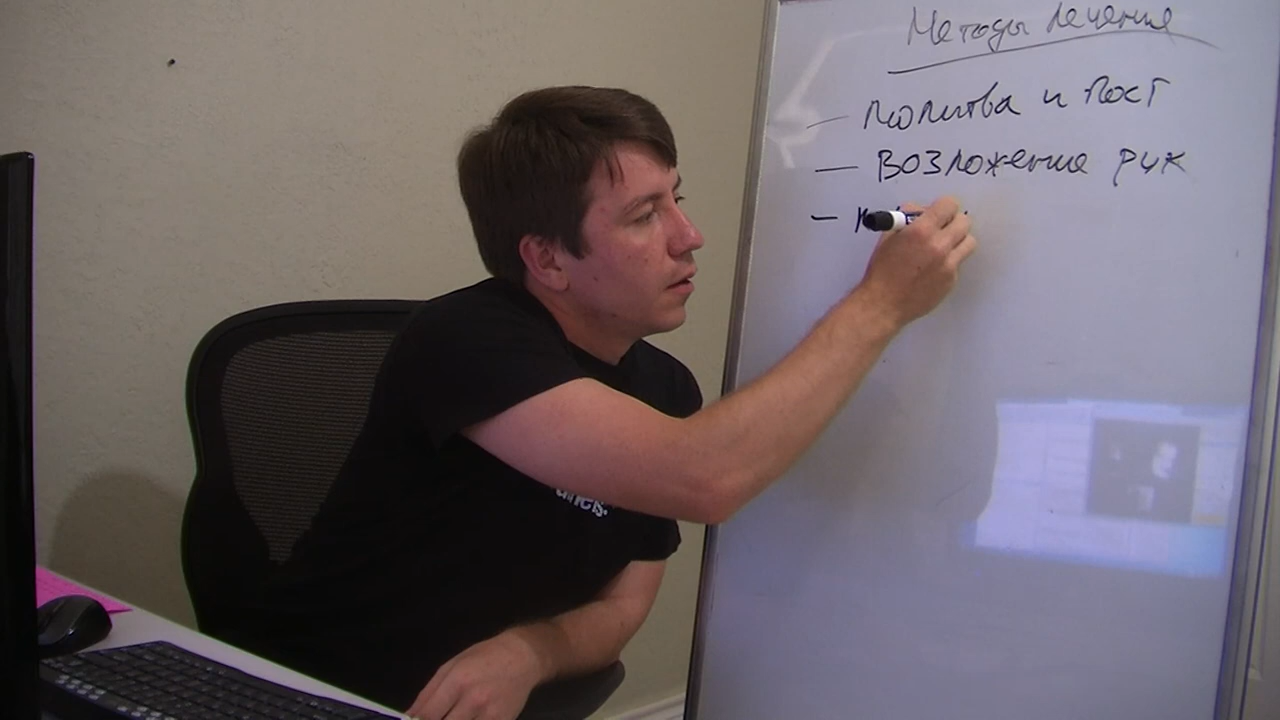 Методы лечения
— Молитва и пост
— Возложение рук
–